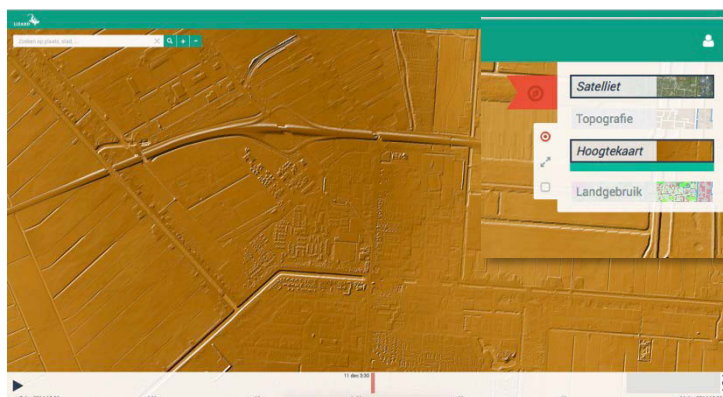 LIZARD
Zoeken op plaats, stad, ...
Satelliet
Topografie
Hoogtekaart
Landgebruik
11 dec 3:30